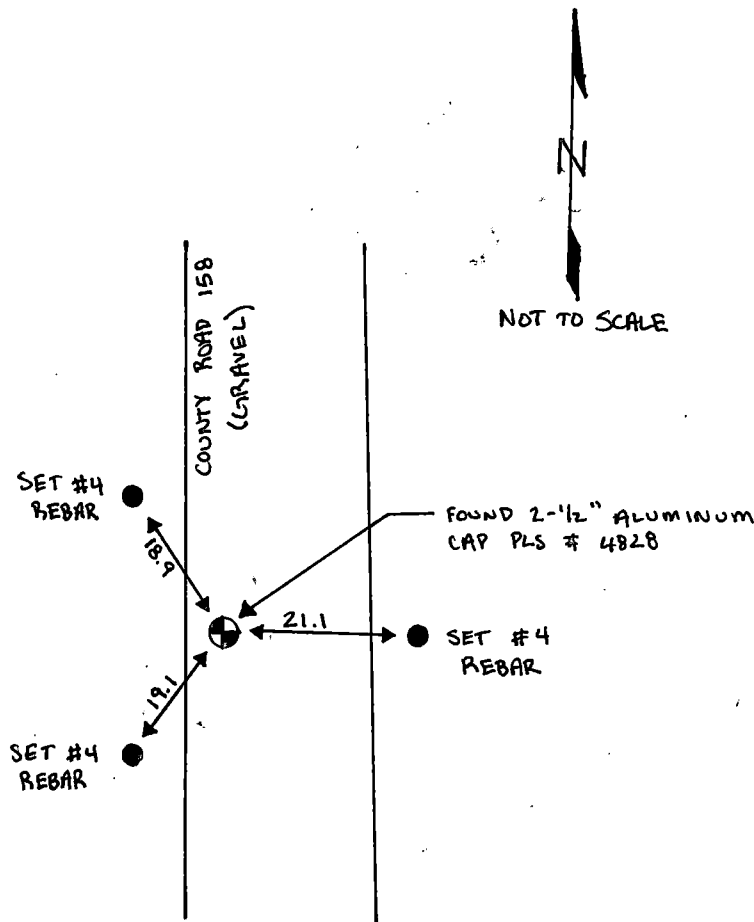 N
NOT TO SCALE
COUNTY ROAD 158
(GRAVEL)
SET #4
REBAR
18.9
FOUND 2-1/2" ALUMINUM
CAP PLS # 4828
21.1
SET #4
REBAR
19.1
SET #4
REBAR